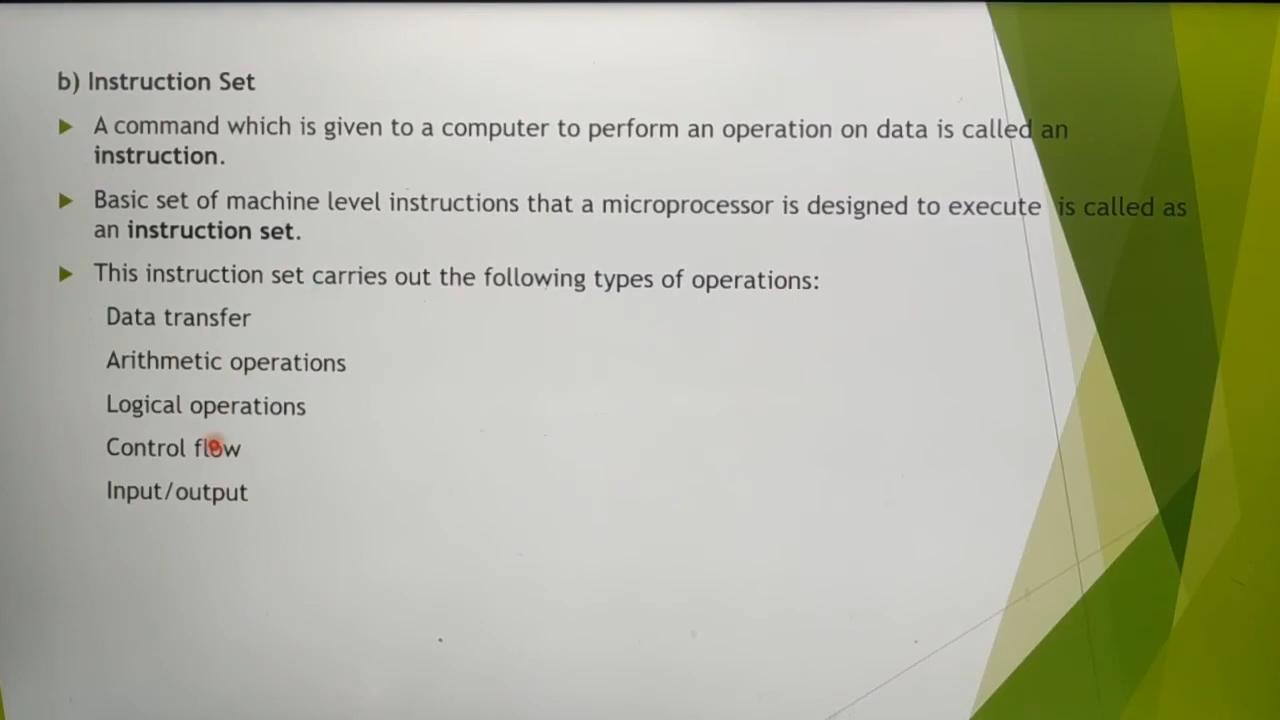 b) Instruction Set
A command which is given to a computer to perform an operation on data is called an
instruction.
Basic set of machine level instructions that a microprocessor is designed to execute is called as
an instruction set.
This instruction set carries out the following types of operations:
Data transfer
Arithmetic operations
Logical operations
Control flow
Input/output